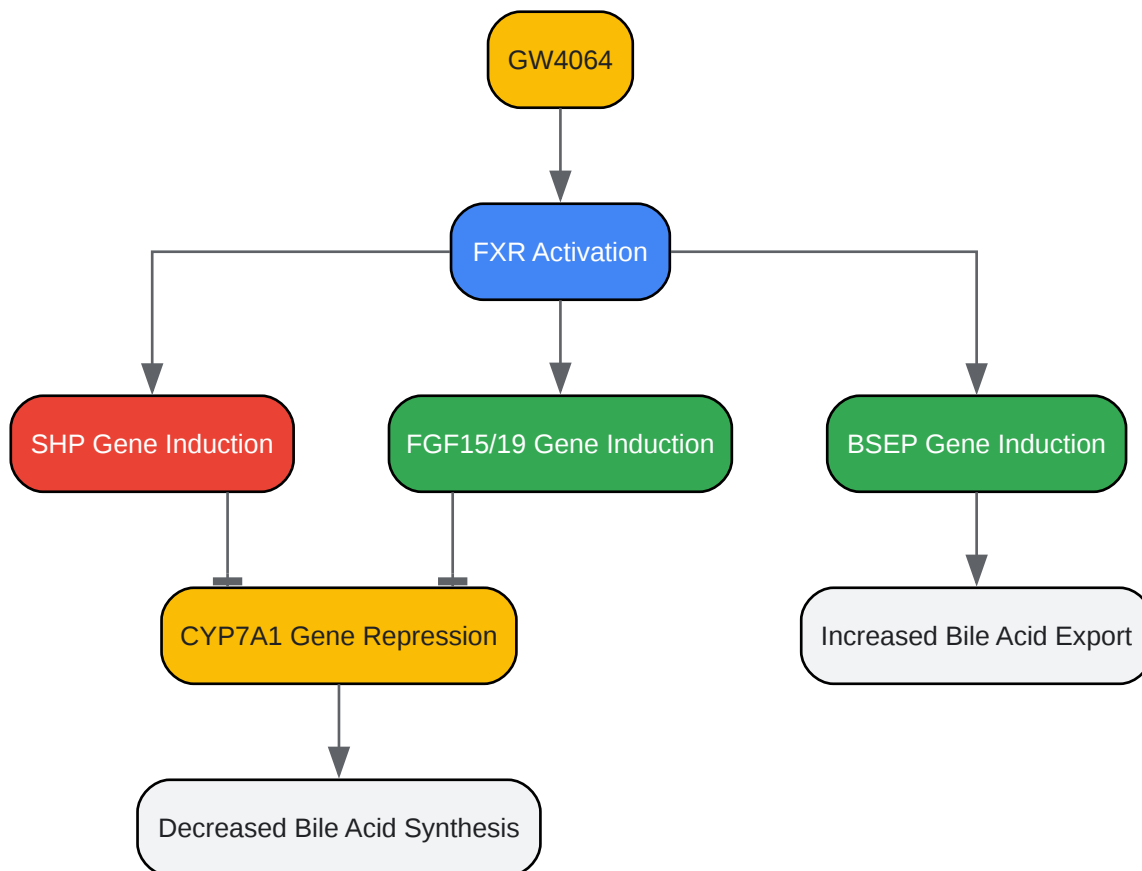 GW4064
FXR Activation
SHP Gene Induction
FGF15/19 Gene Induction
BSEP Gene Induction
CYP7A1 Gene Repression
Increased Bile Acid Export
Decreased Bile Acid Synthesis